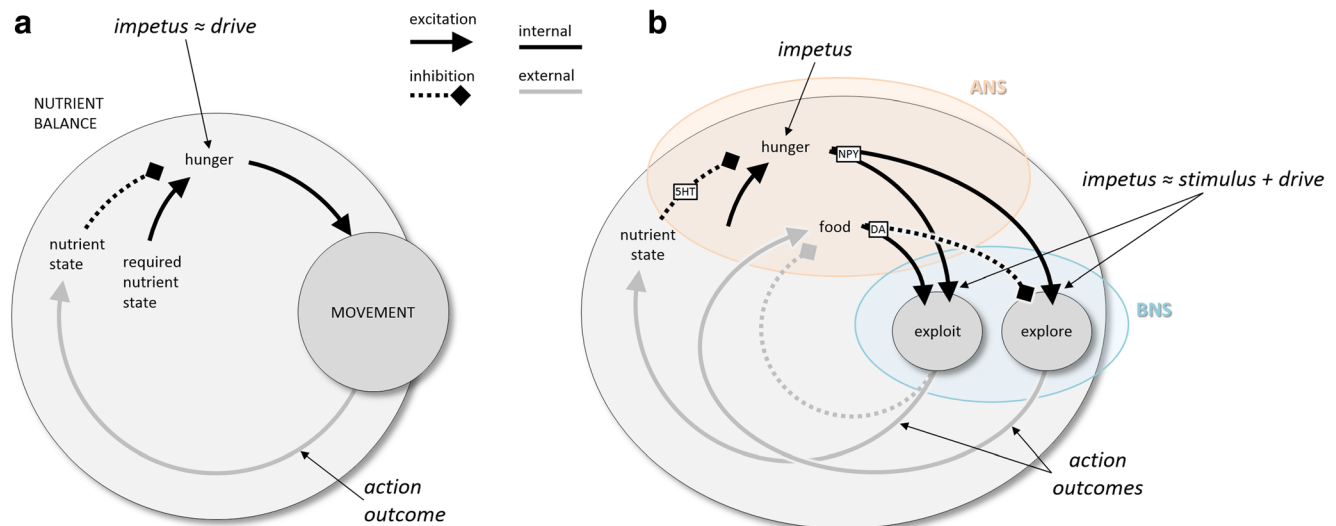 a
impetus ≈ drive
NUTRIENT
BALANCE
hunger
nutrient
state
required
nutrient
state
MOVEMENT
action
outcome
excitation
internal
inhibition
external
b
impetus
ANS
hunger
NPY
5HT
impetus ≈ stimulus + drive
food
DA
nutrient
state
BNS
exploit
explore
action
outcomes